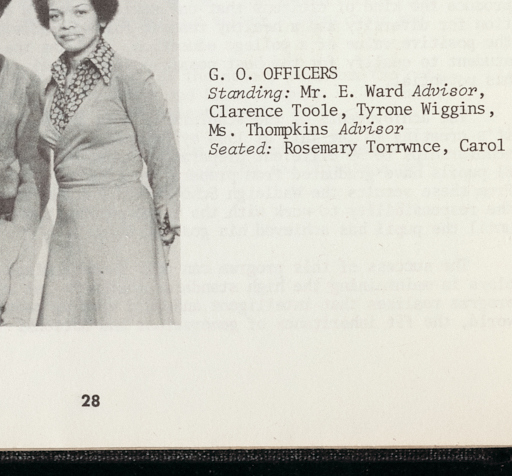 G. O. OFFICERS
Standing: Mr. E. Ward Advisor,
Clarence Toole, Tyrone Wiggins,
Ms. Thompkins Advisor
Seated: Rosemary Torrwnce, Carol
28